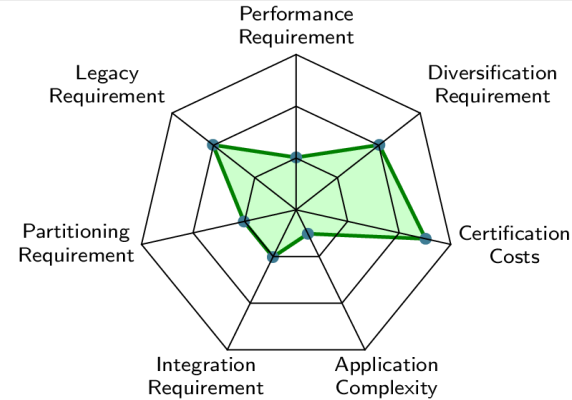 Performance
Requirement
Legacy
Requirement
Diversification
Requirement
Partitioning
Requirement
Certification
Costs
Integration
Requirement
Application
Complexity